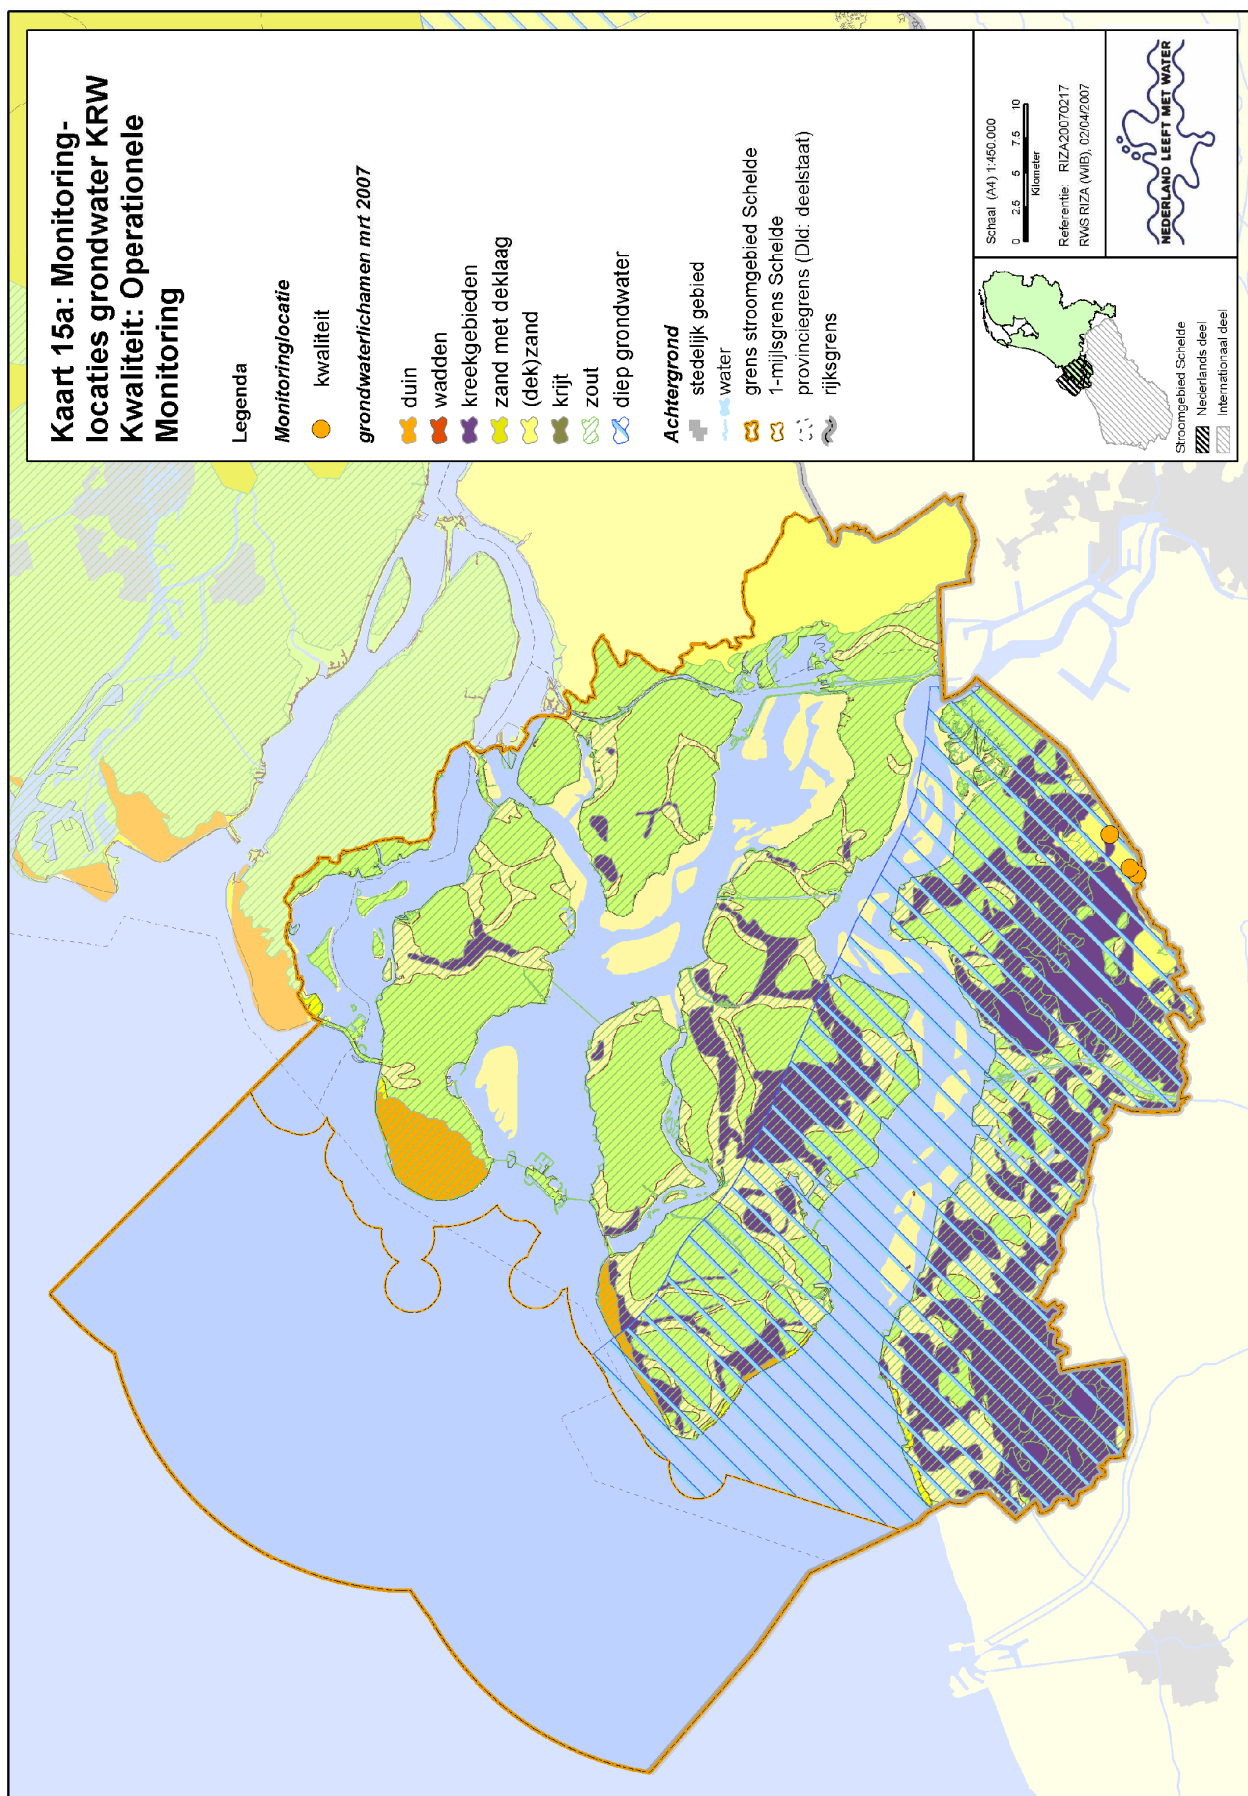 Kaart 15a: Monitoring-
locaties grondwater KRW
Kwaliteit: Operationele
Monitoring
Legenda
Monitoringlocatie
kwaliteit
grondwaterlichamen mrt 2007
duin
wadden
kreekgebieden
zand met deklaag
(dek)zand
krijt
zout
diep grondwater
Achtergrond
stedelijk gebied
water
grens stroomgebied Schelde
1-mijlsgrens Schelde
provinciegrens (Dld: deelstaat)
rijksgrens
Stroomgebied Schelde
Nederlands deel
Internationaal deel
Schaal (A4) 1:450.000
0 2.5 5 7.5 10
Kilometer
Referentie: RIZA20070217
RWS RIZA (WIB), 02/04/2007
NEDERLAND LEEFT MET WATER